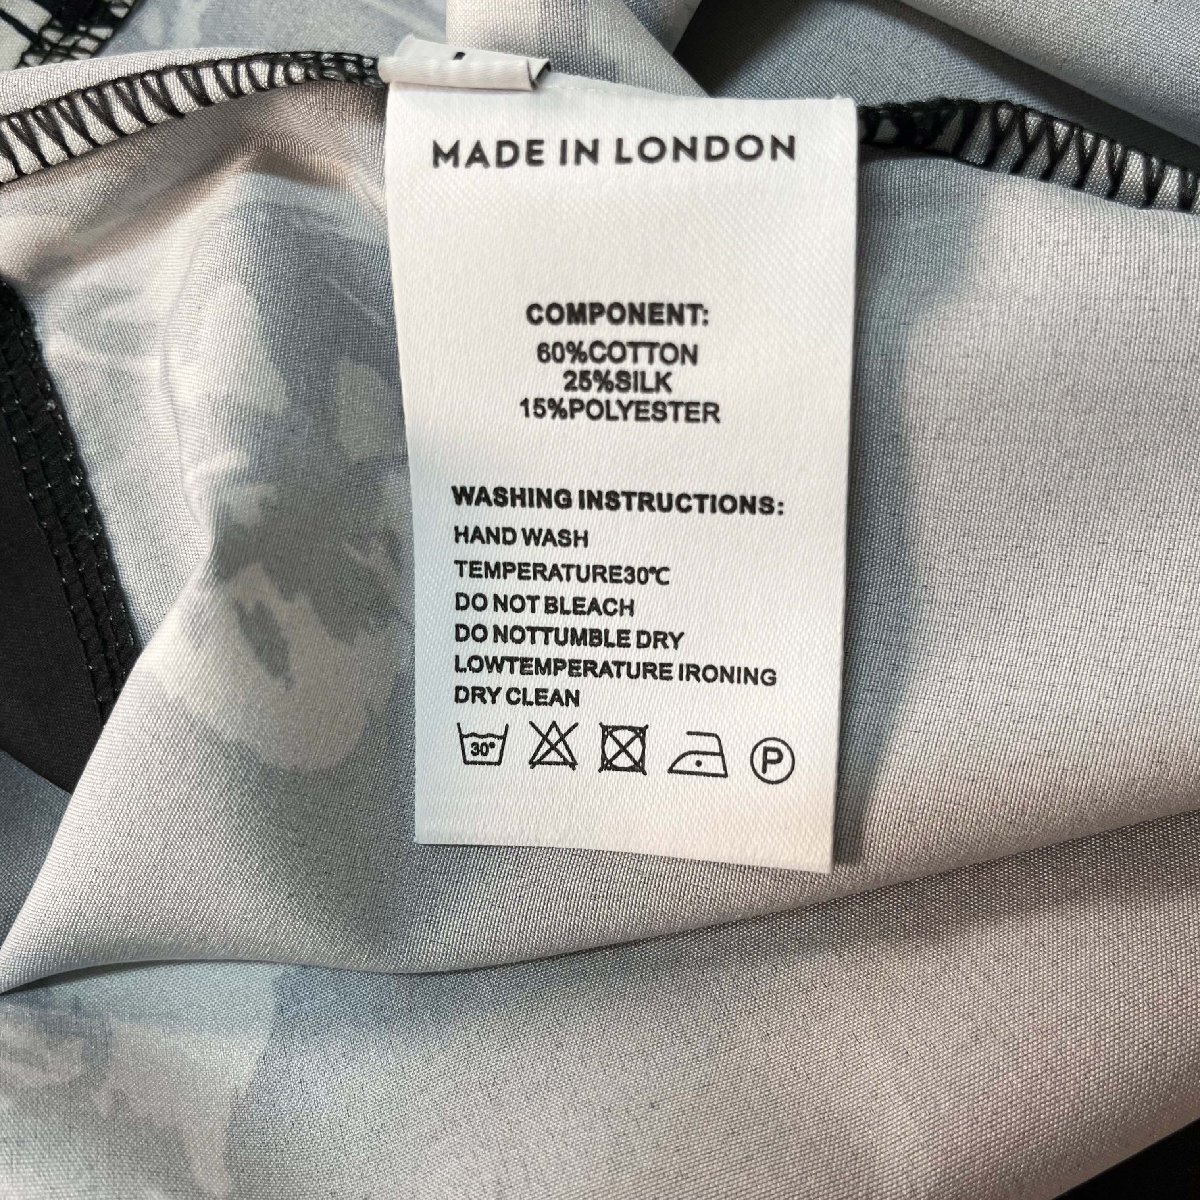 MADE IN LONDON
COMPONENT:
60%COTTON
25%SILK
15%POLYESTER
WASHING INSTRUCTIONS:
HAND WASH
TEMPERATURE30℃
DO NOT BLEACH
DO NOTTUMBLE DRY
LOWTEMPERATURE IRONING
DRY CLEAN
30° P